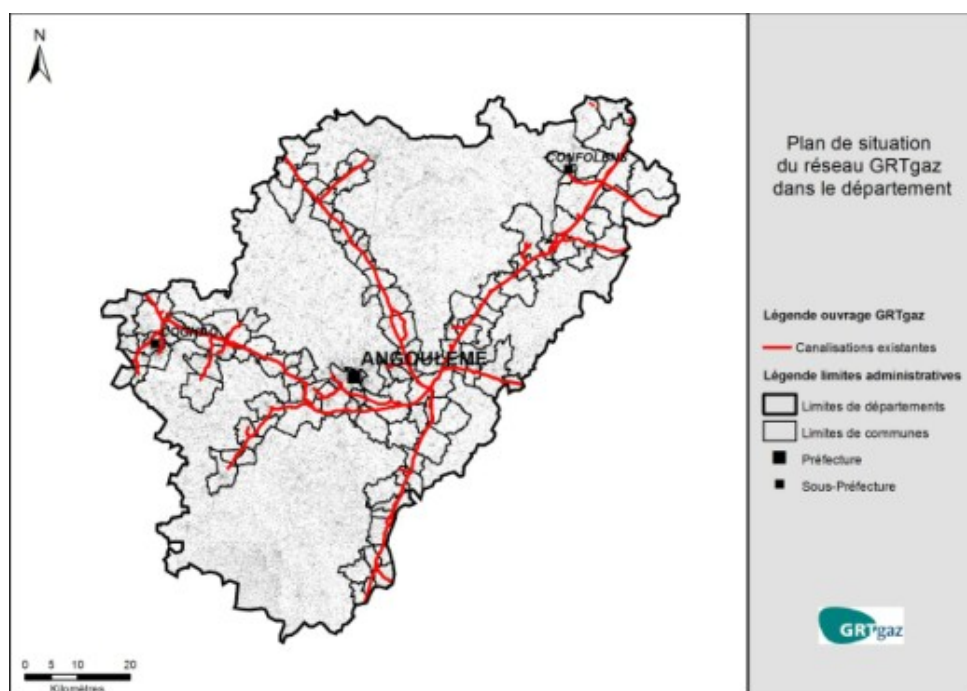 N
CONFOLENS
COGNAC
ANGOULEME
0 5 10 20
Kilomètres
Plan de situation
du réseau GRTgaz
dans le département
Légende ouvrage GRTgaz
Canalisations existantes
Légende limites administratives
Limites de départements
Limites de communes
Préfecture
Sous-Préfecture
GRTgaz